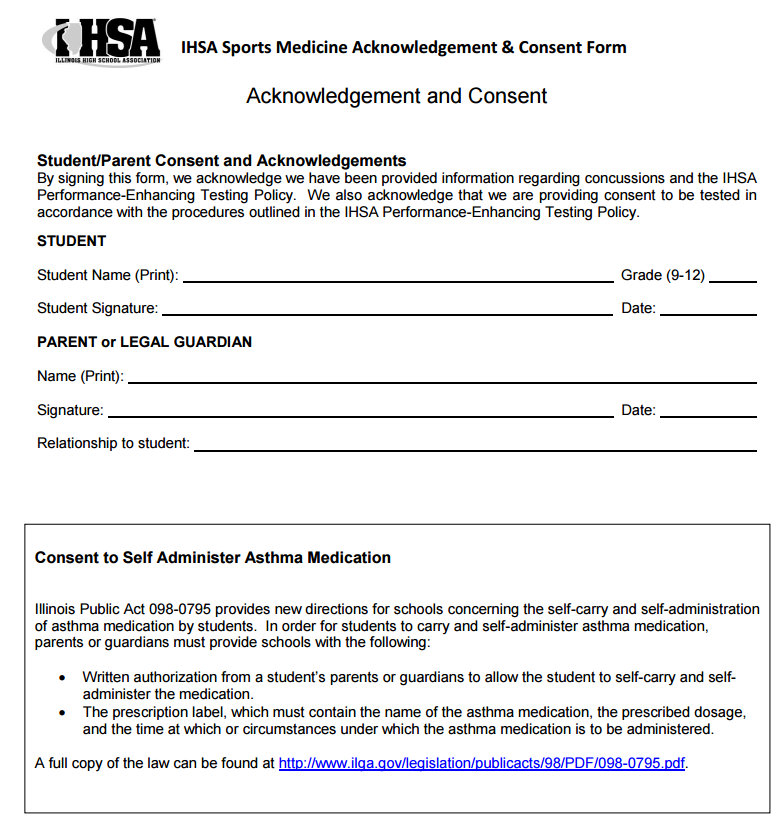 IHSA
ILLINOIS HIGH SCHOOL ASSOCIATION
IHSA Sports Medicine Acknowledgement & Consent Form
Acknowledgement and Consent
Student/Parent Consent and Acknowledgements
By signing this form, we acknowledge we have been provided information regarding concussions and the IHSA
Performance-Enhancing Testing Policy. We also acknowledge that we are providing consent to be tested in
accordance with the procedures outlined in the IHSA Performance-Enhancing Testing Policy.
STUDENT
Student Name (Print): Grade (9-12)
Student Signature: Date:
PARENT or LEGAL GUARDIAN
Name (Print):
Signature: Date:
Relationship to student:
Consent to Self Administer Asthma Medication
Illinois Public Act 098-0795 provides new directions for schools concerning the self-carry and self-administration
of asthma medication by students. In order for students to carry and self-administer asthma medication,
parents or guardians must provide schools with the following:
• Written authorization from a student's parents or guardians to allow the student to self-carry and self-
administer the medication.
• The prescription label, which must contain the name of the asthma medication, the prescribed dosage,
and the time at which or circumstances under which the asthma medication is to be administered.
A full copy of the law can be found at http://www.ilga.gov/legislation/publicacts/98/PDF/098-0795.pdf.